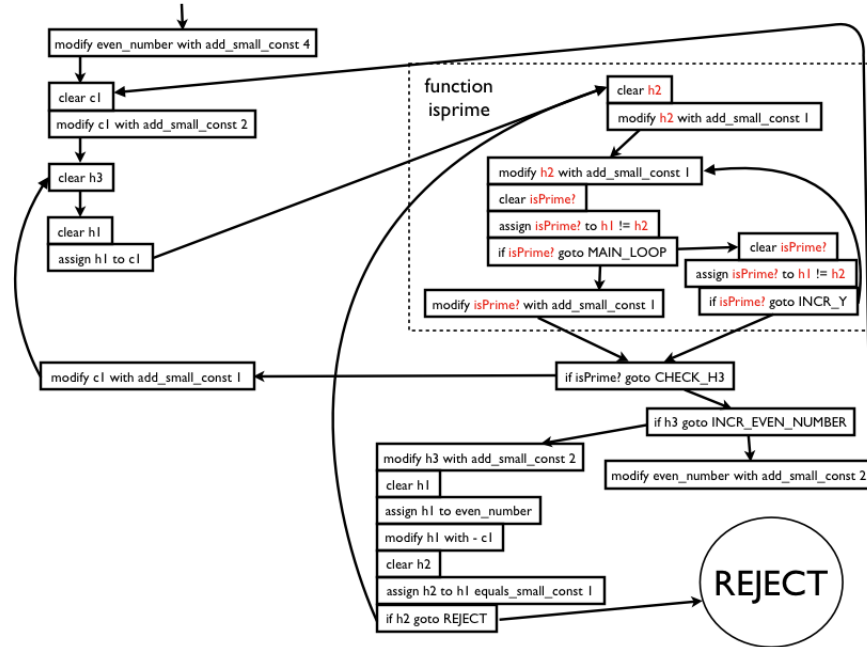 modify even_number with add_small_const 4
clear c1
modify c1 with add_small_const 2
clear h3
clear h1
assign h1 to c1
function
isprime
clear h2
modify h2 with add_small_const 1
modify h2 with add_small_const 1
clear isPrime?
assign isPrime? to h1 != h2
if isPrime? goto MAIN_LOOP
clear isPrime?
assign isPrime? to h1 != h2
if isPrime? goto INCR_Y
modify isPrime? with add_small_const 1
modify c1 with add_small_const 1
if isPrime? goto CHECK_H3
if h3 goto INCR_EVEN_NUMBER
modify h3 with add_small_const 2
clear h1
assign h1 to even_number
modify h1 with - c1
clear h2
assign h2 to h1 equals_small_const 1
if h2 goto REJECT
modify even_number with add_small_const 2
REJECT